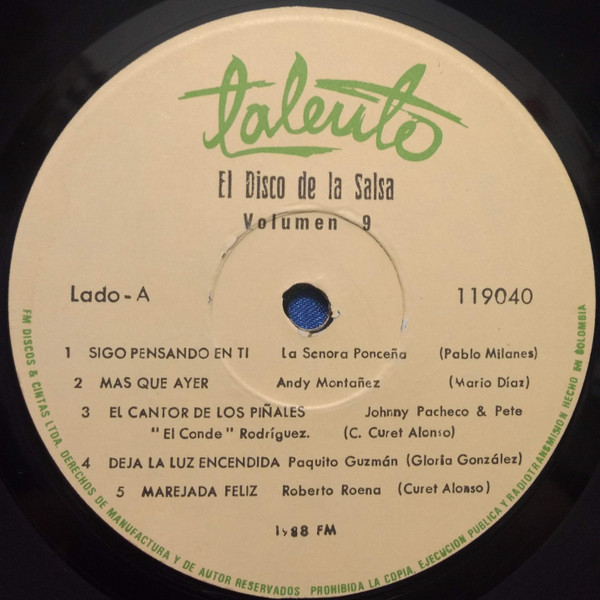 talento
El Disco de la Salsa
Volumen 9
Lado-A 119040
1 SIGO PENSANDO EN TI La Senora Ponceña (Pablo Milanes)
2 MAS QUE AYER Andy Montañez (Mario Díaz)
3 EL CANTOR DE LOS PIÑALES Johnny Pacheco & Pete
"El Conde" Rodríguez. (C. Curet Alonso)
4 DEJA LA LUZ ENCENDIDA Paquito Guzmán (Gloria González)
5 MAREJADA FELIZ Roberto Roena (Curet Alonso)
1988 FM
FM DISCOS & CINTAS LTDA. DERECHOS DE MANUFACTURA Y DE AUTOR RESERVADOS PROHIBIDA LA COPIA, EJECUCION PUBLICA Y RADIOTRANSMISION HECHO EN COLOMBIA